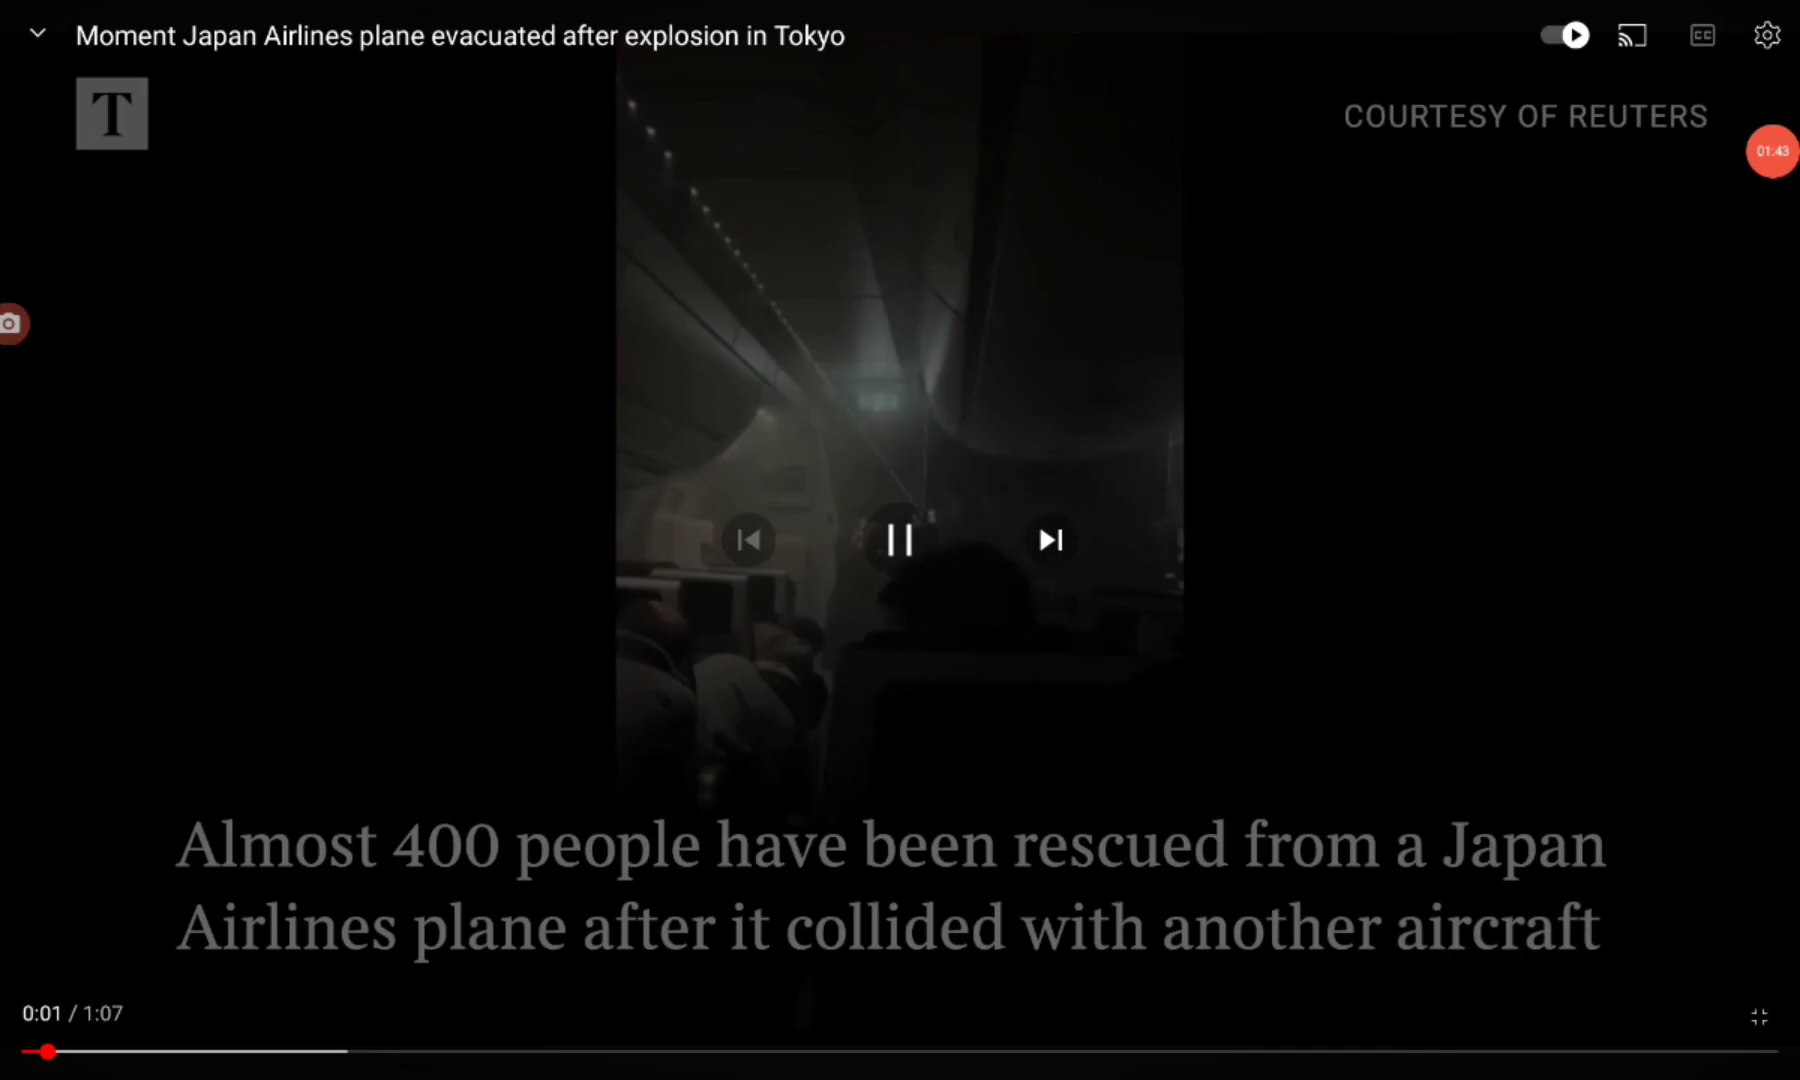 Moment Japan Airlines plane evacuated after explosion in Tokyo
CC
T
COURTESY OF REUTERS
01:43
Almost 400 people have been rescued from a Japan
Airlines plane after it collided with another aircraft
0:01 / 1:07